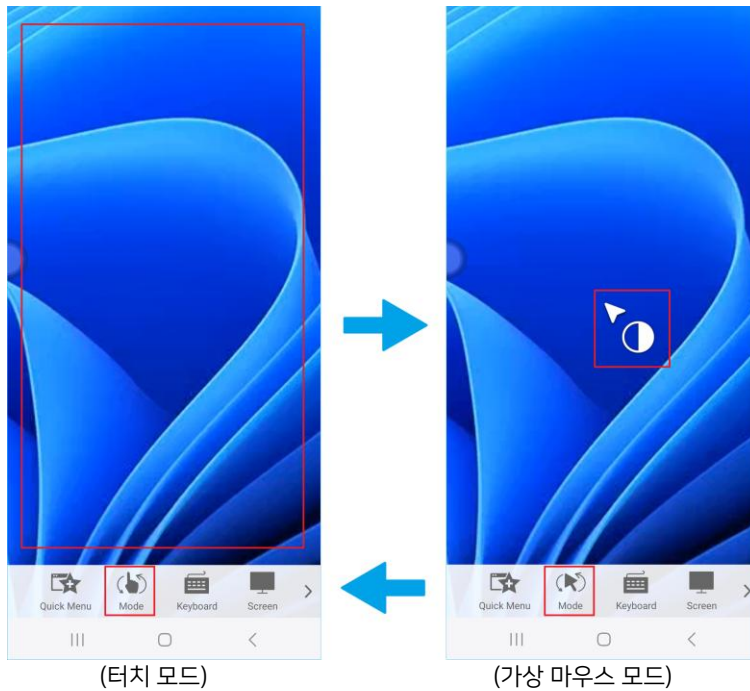 Quick Menu Mode Keyboard Screen
Quick Menu Mode Keyboard Screen
(터치 모드)
(가상 마우스 모드)